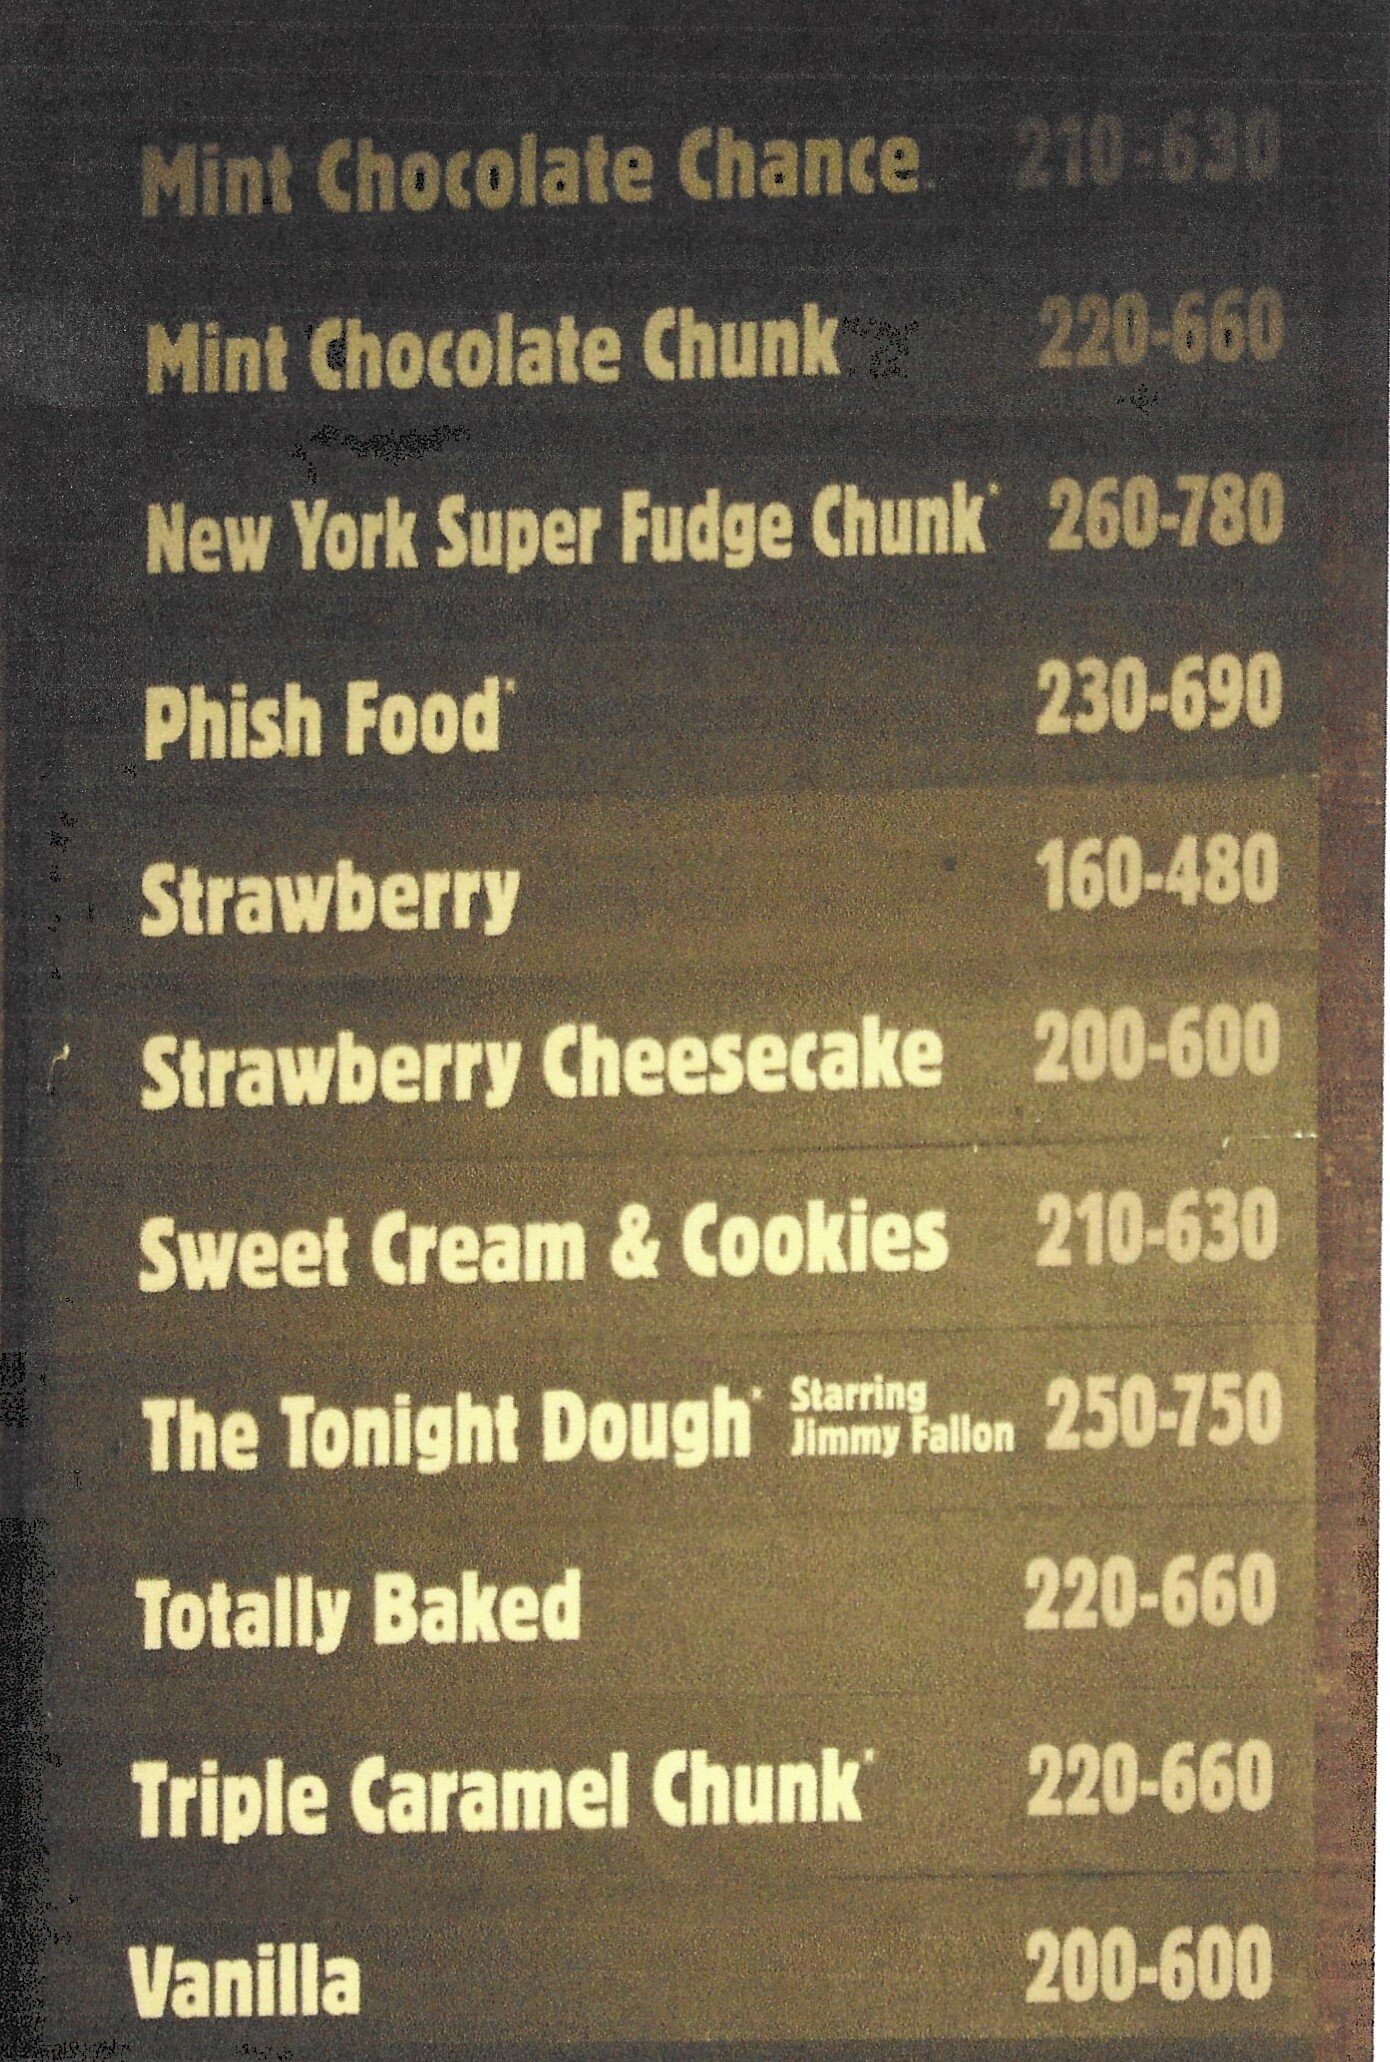 Mint Chocolate Chance 210-630
Mint Chocolate Chunk 220-660
New York Super Fudge Chunk 260-780
Phish Food 230-690
Strawberry 160-480
Strawberry Cheesecake 200-600
Sweet Cream & Cookies 210-630
The Tonight Dough Starring Jimmy Fallon 250-750
Totally Baked 220-660
Triple Caramel Chunk 220-660
Vanilla 200-600